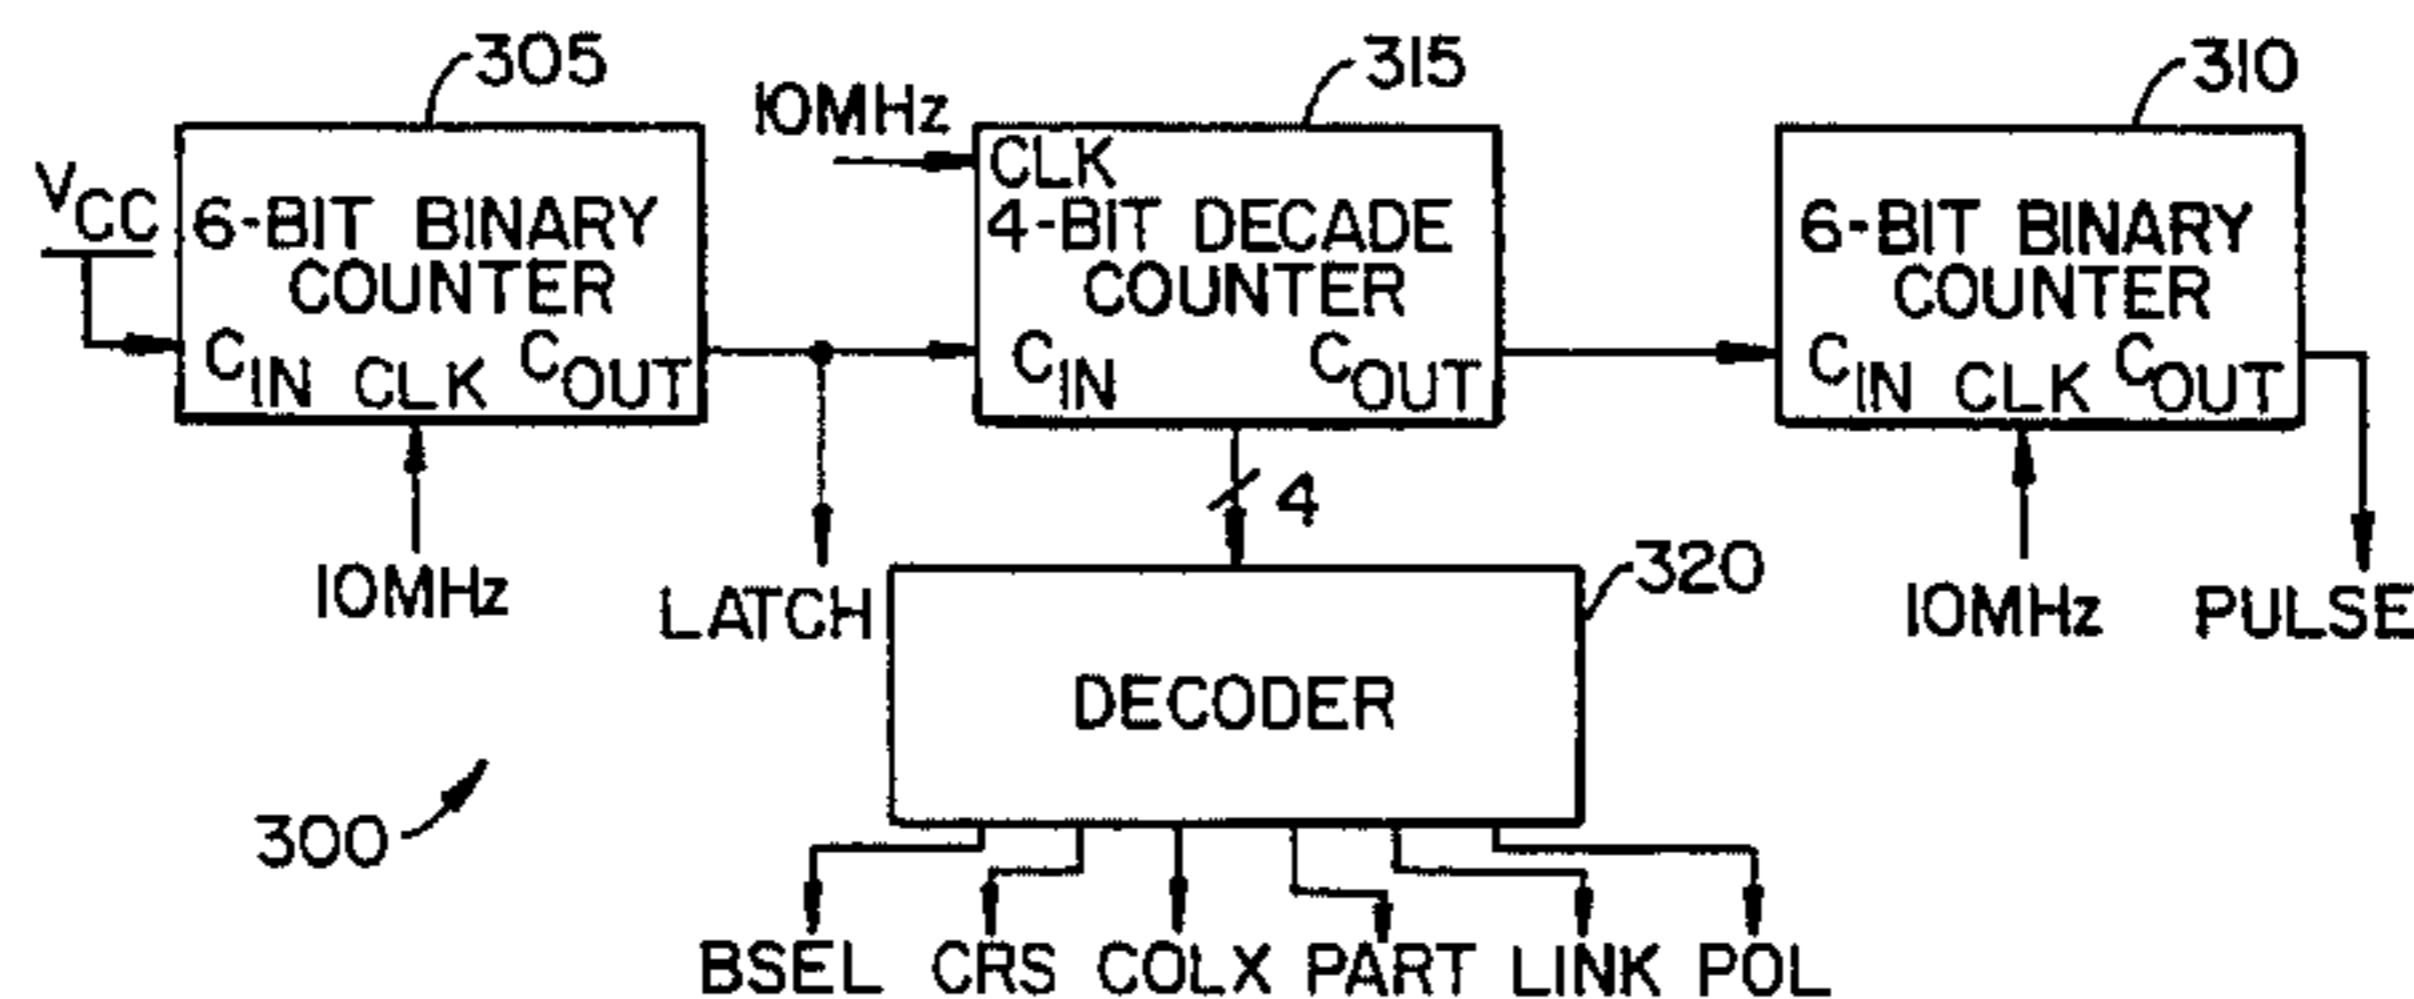 305
315
310
10MHz
VCC
6-BIT BINARY
COUNTER
CIN CLK COUT
CLK
4-BIT DECADE
COUNTER
CIN COUT
6-BIT BINARY
COUNTER
CIN CLK COUT
10MHz
LATCH
4
320
10MHz
PULSE
DECODER
300
BSEL CRS COLX PART LINK POL